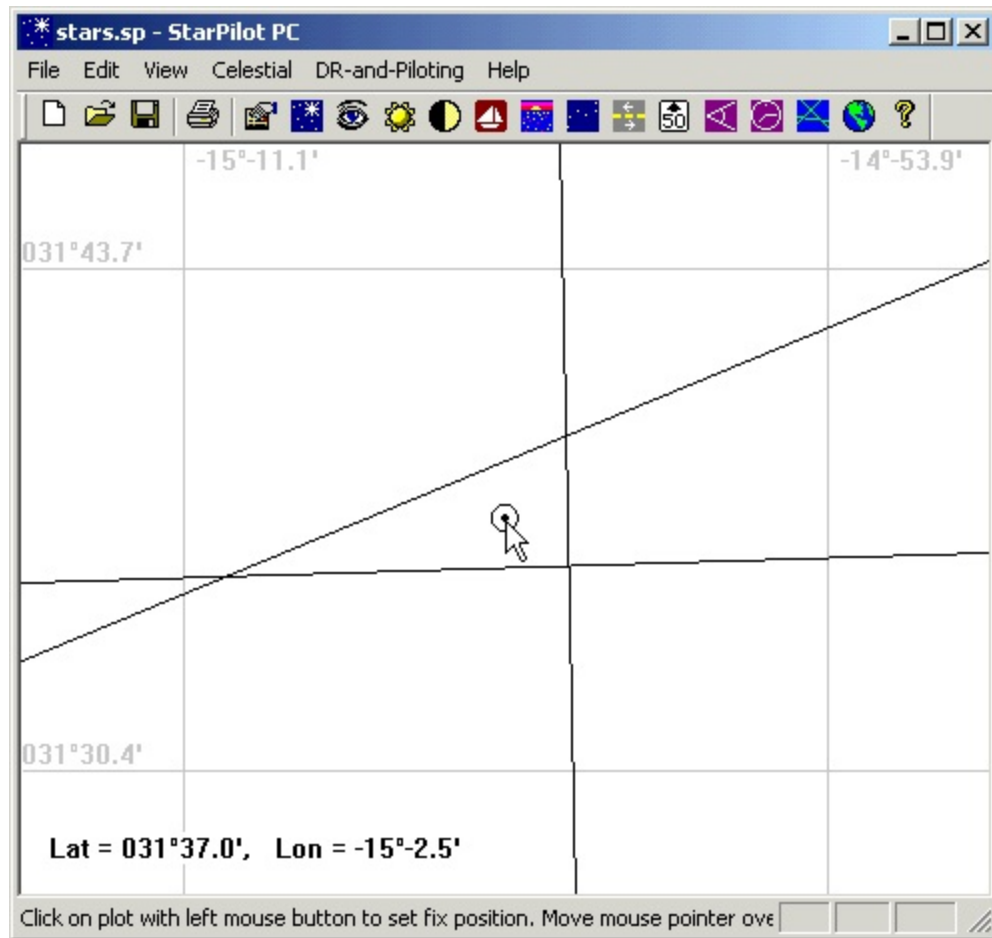 stars.sp - StarPilot PC
File Edit View Celestial DR-and-Piloting Help
50 ?
-15°-11.1' -14°-53.9'
031°43.7'
031°30.4'
Lat = 031°37.0', Lon = -15°-2.5'
Click on plot with left mouse button to set fix position. Move mouse pointer ove